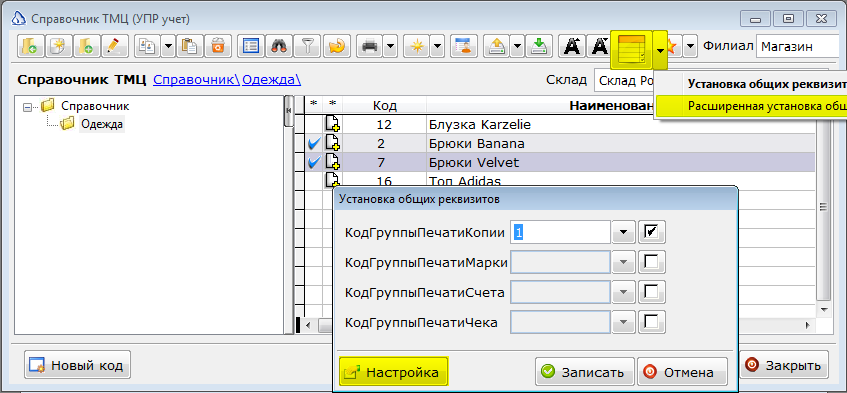 Справочник ТМЦ (УПР учет)
Филиал Магазин
Справочник ТМЦ Справочник\ Одежда\
Склад Склад Ро
Установка общих реквизит
Расширенная установка общ
Справочник
Одежда
* * Код Наименован
12 Блузка Karzelie
2 Брюки Banana
7 Брюки Velvet
16 Топ Adidas
Установка общих реквизитов
КодГруппыПечатиКопии 1
КодГруппыПечатиМарки
КодГруппыПечатиСчета
КодГруппыПечатиЧека
Настройка Записать Отмена
Новый код Закрыть